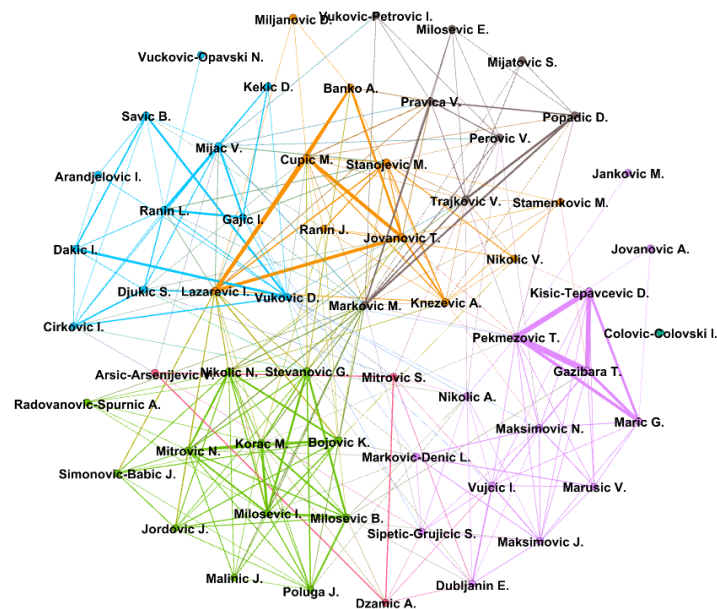 Miljanovic D.
Vukovic-Petrovic I.
Milosevic E.
Vuckovic-Opavski N.
Mijatovic S.
Kekic D.
Banko A.
Pravica V.
Savic B.
Popadic D.
Mijac V.
Perovic V.
Cupic M.
Stanojevic M.
Arandjelovic I.
Jankovic M.
Ranin L.
Gajic I.
Trajkovic V.
Stamenkovic M.
Ranin J.
Jovanovic T.
Dakic I.
Jovanovic A.
Nikolic V.
Djukic S.
Lazarevic I.
Vukovic D.
Markovic M.
Knezevic A.
Kisic-Tepavcevic D.
Cirkovic I.
Pekmezovic T.
Colovic-Colovski I.
Arsic-Arsenijevic V.
Nikolic N.
Stevanovic G.
Mitrovic S.
Gazibara T.
Radovanovic-Spurnic A.
Nikolic A.
Maric G.
Mitrovic N.
Korac M.
Bojovic K.
Maksimovic N.
Markovic-Denic L.
Simonovic-Babic J.
Vujcic I.
Marusic V.
Milosevic I.
Milosevic B.
Jordovic J.
Sipetic-Grujicic S.
Maksimovic J.
Malinic J.
Poluga J.
Dubljanin E.
Dzamic A.